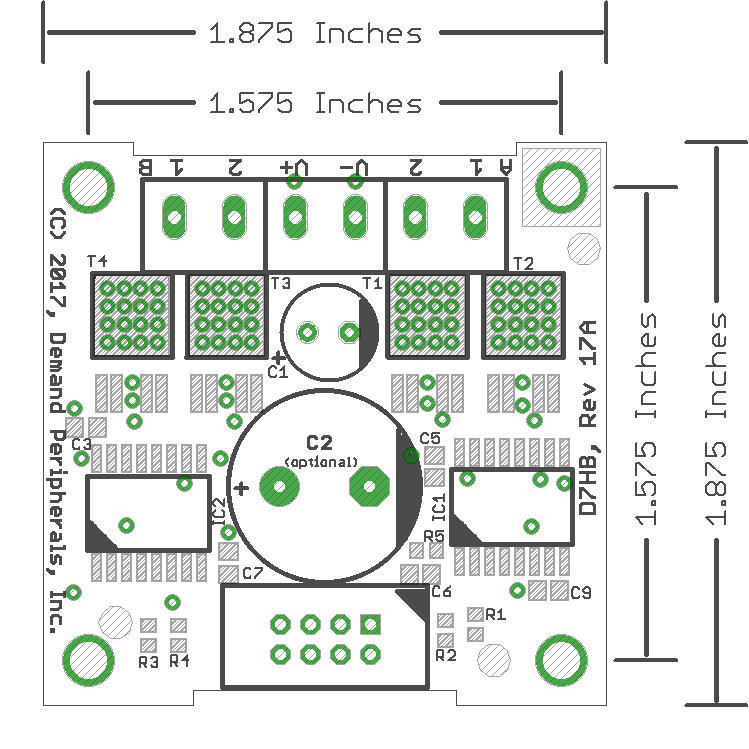 1.875 Inches
1.575 Inches
B 1 2 V+ V- 2 1 A
T4 T3 T1 T2
+
C1
(C) 2017, Demand Peripherals, Inc.
D7HB, Rev 17A
1.575 Inches
1.875 Inches
C2
(optional)
+
C3
C5
IC2
IC1
R5
C7
C6
C9
R3 R4
R1
R2